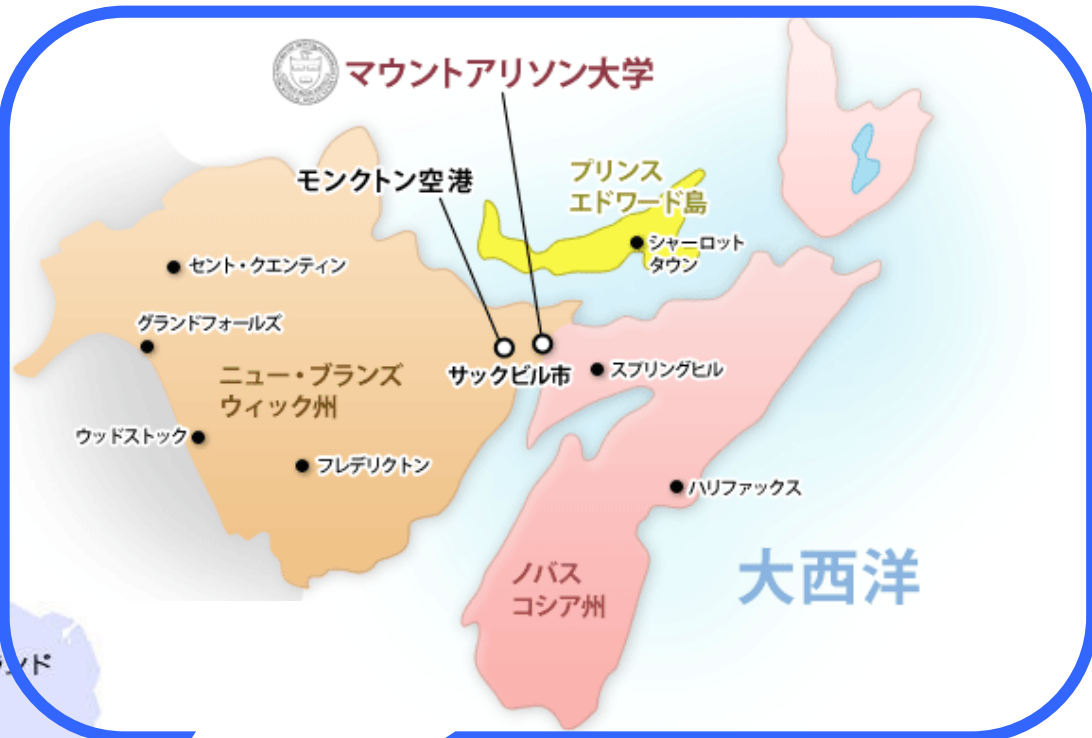 マウントアリソン大学
モンクトン空港
プリンス
エドワード島
シャーロット
タウン
セント・クエンティン
グランドフォールズ
サックビル市
スプリングヒル
ニュー・ブランズ
ウィック州
ウッドストック
フレデリクトン
ハリファックス
ノバス
コシア州
大西洋
ンド